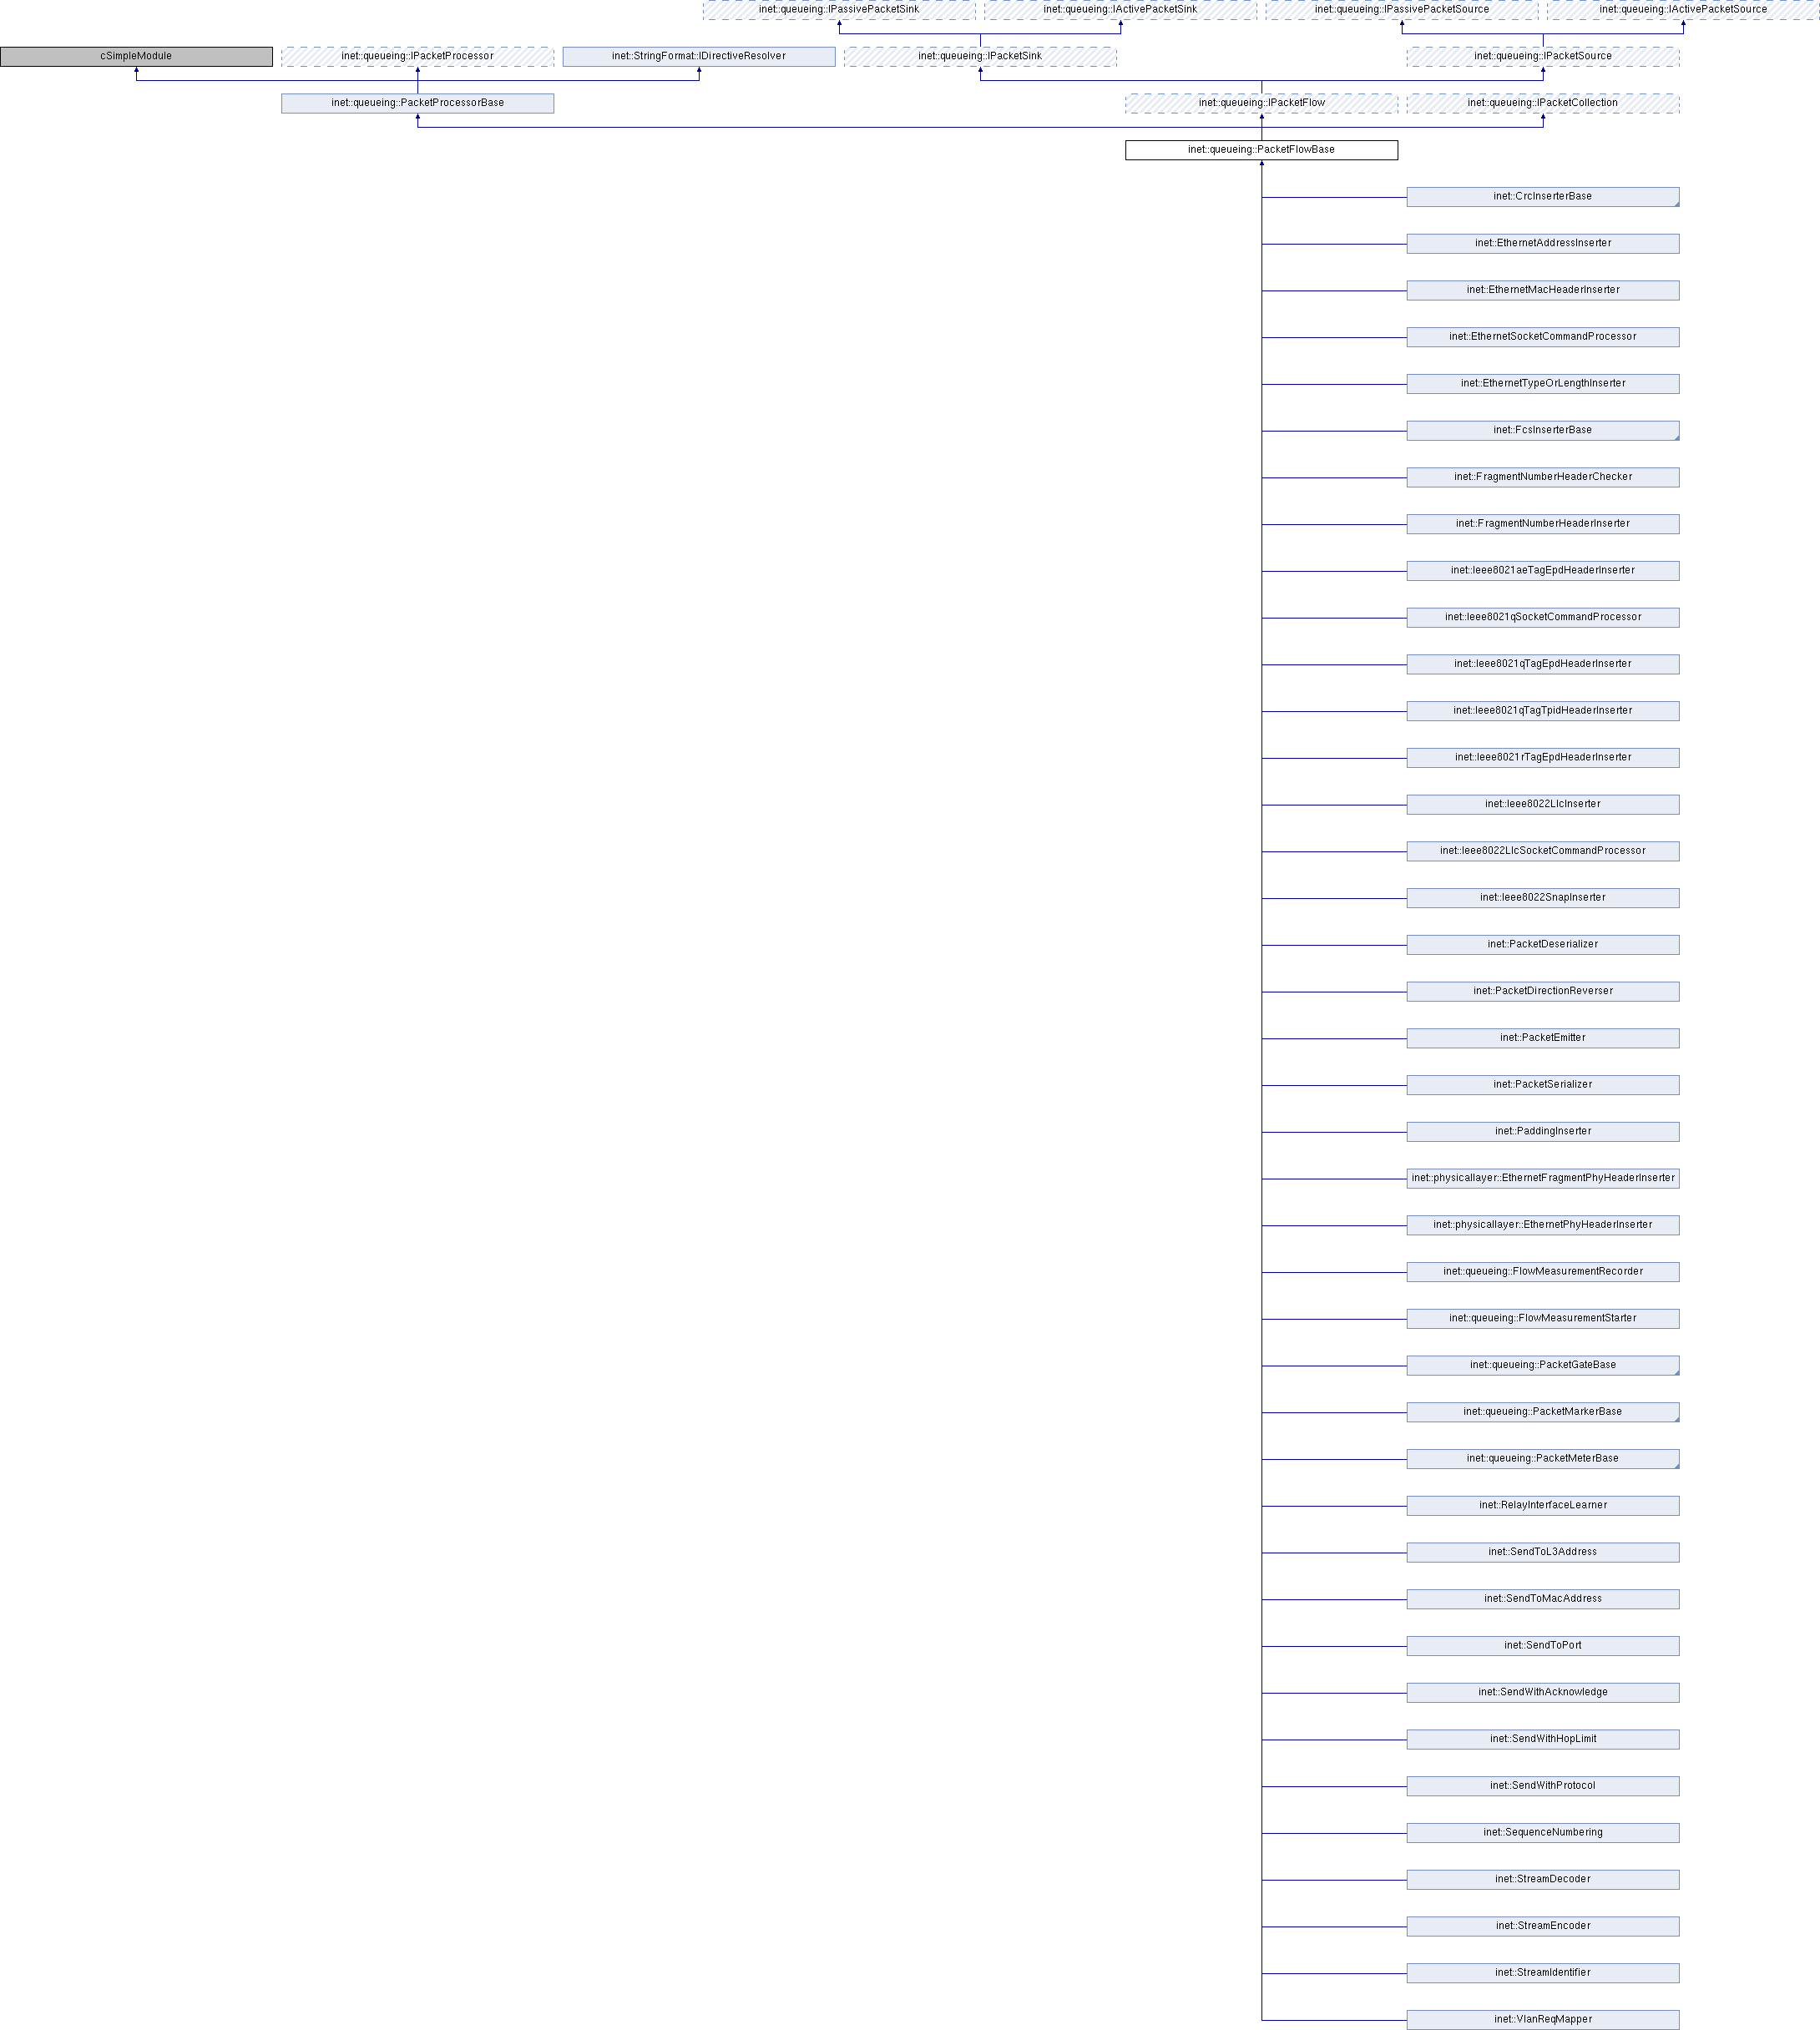 inet::queueing::IPassivePacketSink
inet::queueing::IActivePacketSink
inet::queueing::IPassivePacketSource
inet::queueing::IActivePacketSource
cSimpleModule
inet::queueing::IPacketProcessor
inet::StringFormat::IDirectiveResolver
inet::queueing::IPacketSink
inet::queueing::IPacketSource
inet::queueing::PacketProcessorBase
inet::queueing::IPacketFlow
inet::queueing::IPacketCollection
inet::queueing::PacketFlowBase
inet::CrcInserterBase
inet::EthernetAddressInserter
inet::EthernetMacHeaderInserter
inet::EthernetSocketCommandProcessor
inet::EthernetTypeOrLengthInserter
inet::FcsInserterBase
inet::FragmentNumberHeaderChecker
inet::FragmentNumberHeaderInserter
inet::Ieee8021aeTagEpdHeaderInserter
inet::Ieee8021qSocketCommandProcessor
inet::Ieee8021qTagEpdHeaderInserter
inet::Ieee8021qTagTpidHeaderInserter
inet::Ieee8021rTagEpdHeaderInserter
inet::Ieee8022LlcInserter
inet::Ieee8022LlcSocketCommandProcessor
inet::Ieee8022SnapInserter
inet::PacketDeserializer
inet::PacketDirectionReverser
inet::PacketEmitter
inet::PacketSerializer
inet::PaddingInserter
inet::physicallayer::EthernetFragmentPhyHeaderInserter
inet::physicallayer::EthernetPhyHeaderInserter
inet::queueing::FlowMeasurementRecorder
inet::queueing::FlowMeasurementStarter
inet::queueing::PacketGateBase
inet::queueing::PacketMarkerBase
inet::queueing::PacketMeterBase
inet::RelayInterfaceLearner
inet::SendToL3Address
inet::SendToMacAddress
inet::SendToPort
inet::SendWithAcknowledge
inet::SendWithHopLimit
inet::SendWithProtocol
inet::SequenceNumbering
inet::StreamDecoder
inet::StreamEncoder
inet::StreamIdentifier
inet::VlanReqMapper